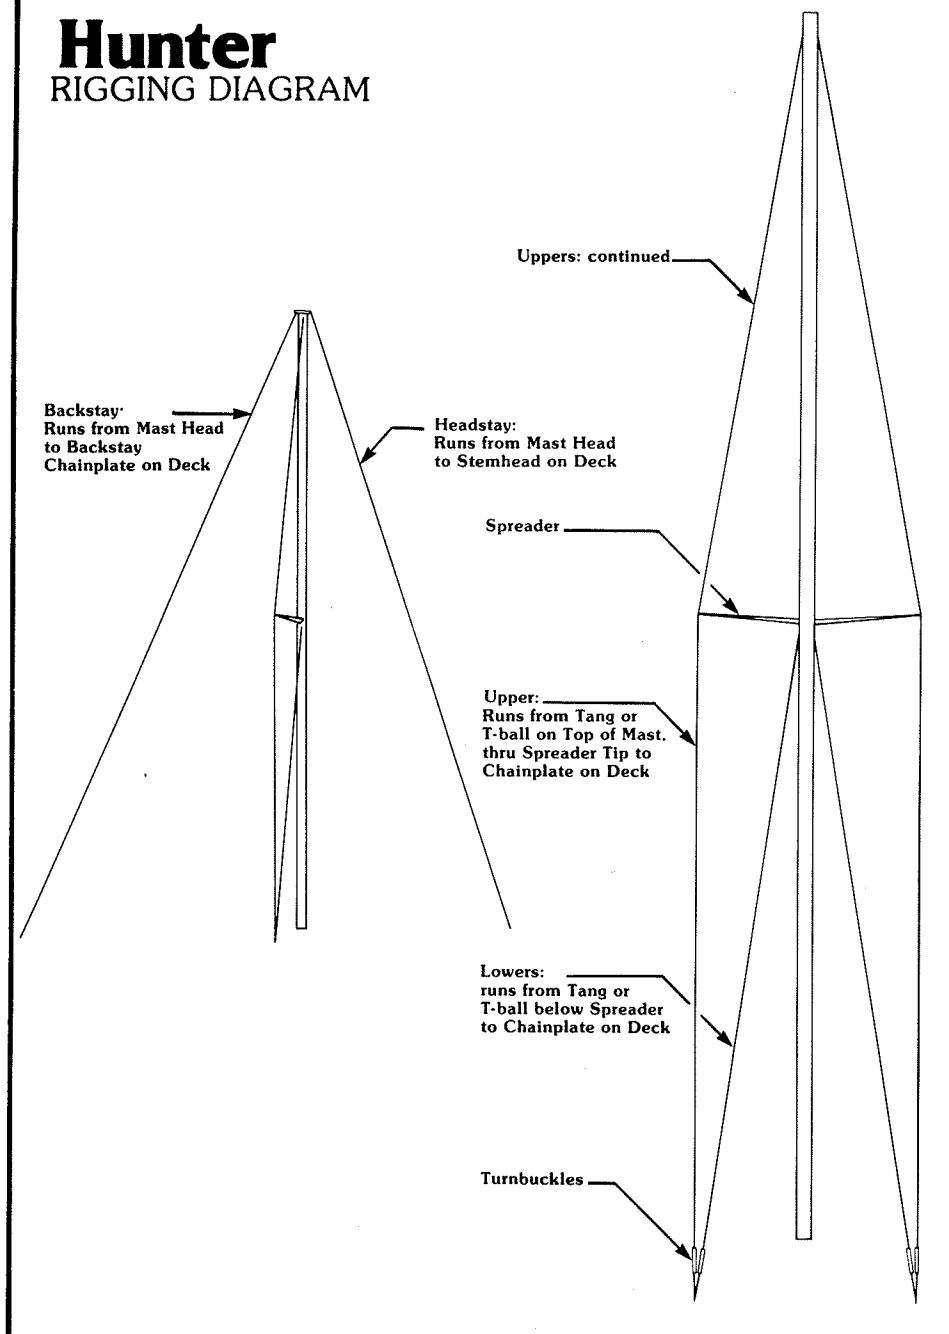 Hunter
RIGGING DIAGRAM
Uppers: continued
Backstay·
Runs from Mast Head
to Backstay
Chainplate on Deck
Headstay:
Runs from Mast Head
to Stemhead on Deck
Spreader
Upper:
Runs from Tang or
T-ball on Top of Mast,
thru Spreader Tip to
Chainplate on Deck
Lowers:
runs from Tang or
T-ball below Spreader
to Chainplate on Deck
Turnbuckles